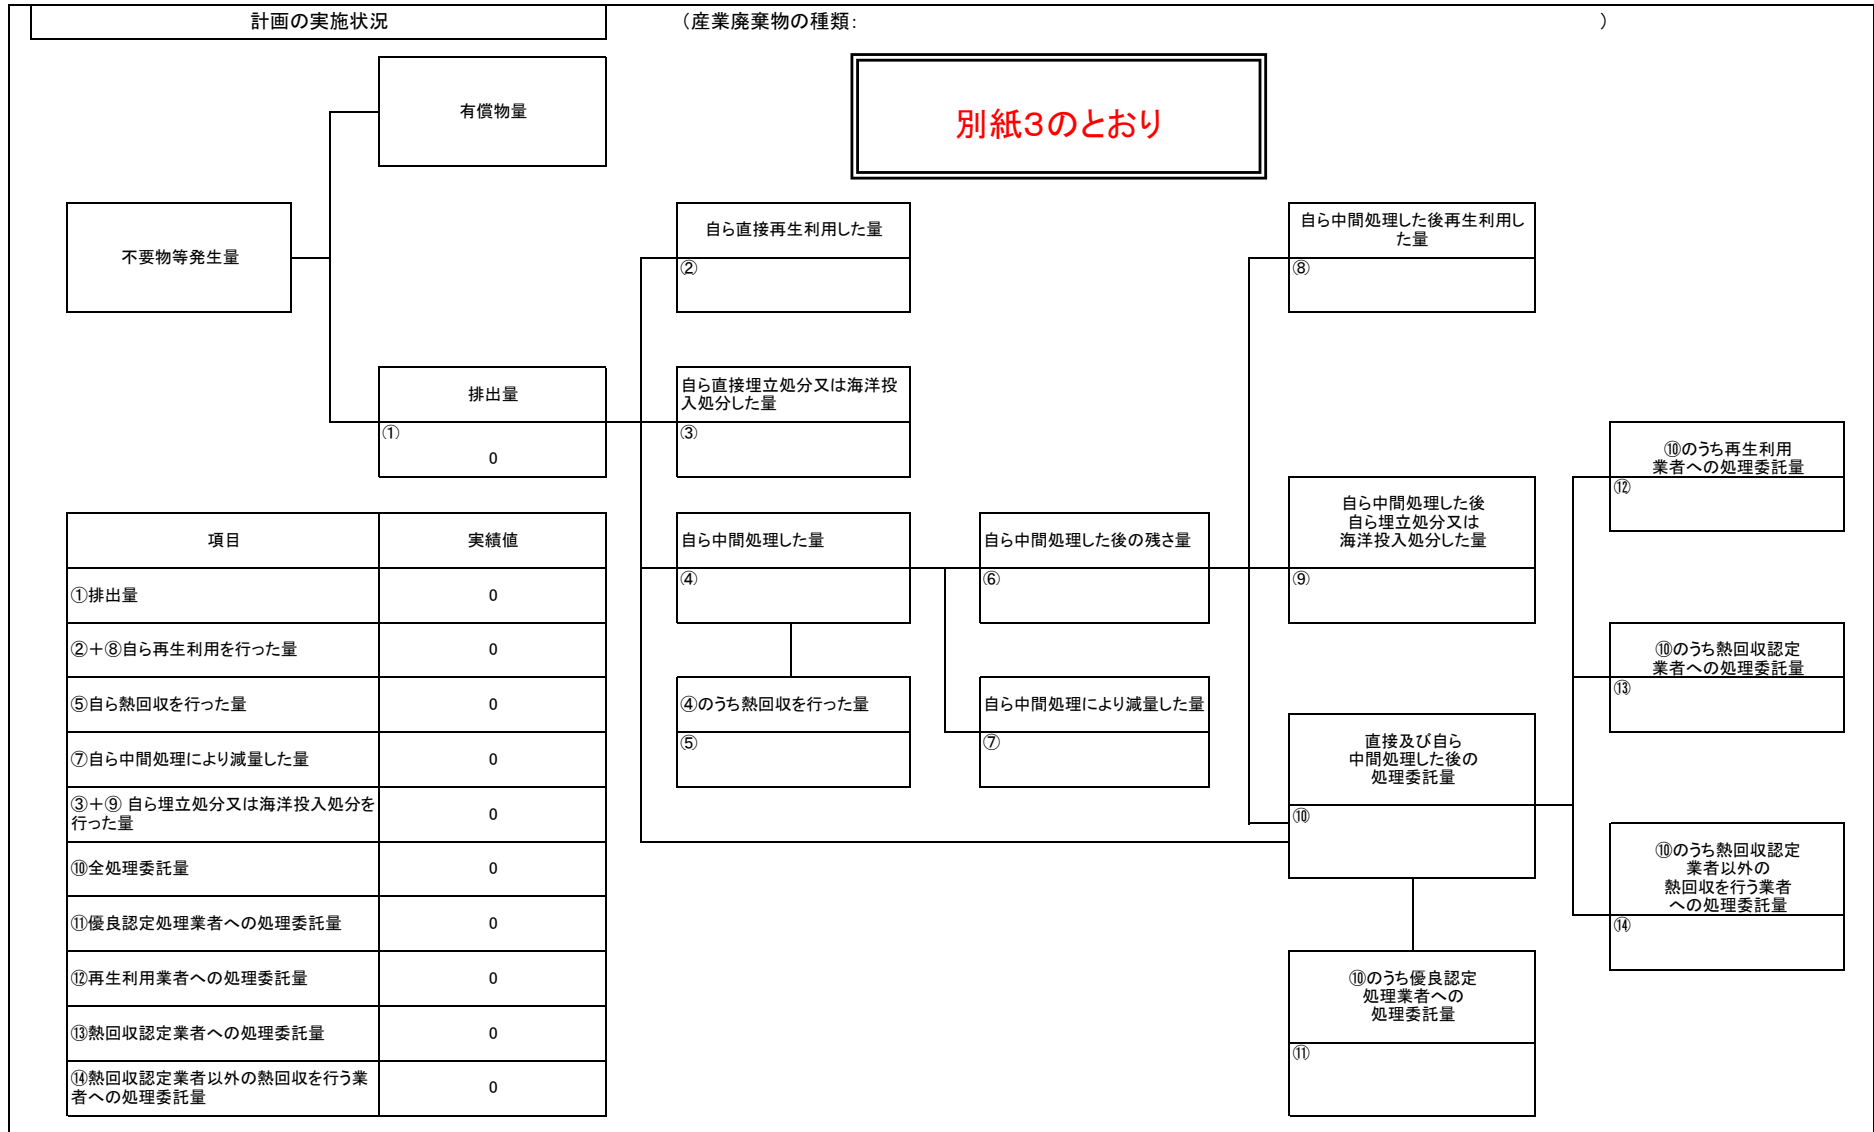 計画の実施状況
（産業廃棄物の種類：　　　　）
有償物量
別紙３のとおり
不要物等発生量
自ら直接再生利用した量
②
自ら中間処理した後再生利用し
た量
⑧
排出量
①
0
自ら直接埋立処分又は海洋投
入処分した量
③
⑩のうち再生利用
業者への処理委託量
⑫
自ら中間処理した量
④
自ら中間処理した後の残さ量
⑥
自ら中間処理した後
自ら埋立処分又は
海洋投入処分した量
⑨
⑩のうち熱回収認定
業者への処理委託量
⑬
④のうち熱回収を行った量
⑤
自ら中間処理により減量した量
⑦
直接及び自ら
中間処理した後の
処理委託量
⑩
⑩のうち熱回収認定
業者以外の
熱回収を行う業者
への処理委託量
⑭
⑩のうち優良認定
処理業者への
処理委託量
⑪
項目　実績値
①排出量　0
②＋⑧自ら再生利用を行った量　0
⑤自ら熱回収を行った量　0
⑦自ら中間処理により減量した量　0
③＋⑨ 自ら埋立処分又は海洋投入処分を
行った量　0
⑩全処理委託量　0
⑪優良認定処理業者への処理委託量　0
⑫再生利用業者への処理委託量　0
⑬熱回収認定業者への処理委託量　0
⑭熱回収認定業者以外の熱回収を行う業
者への処理委託量　0